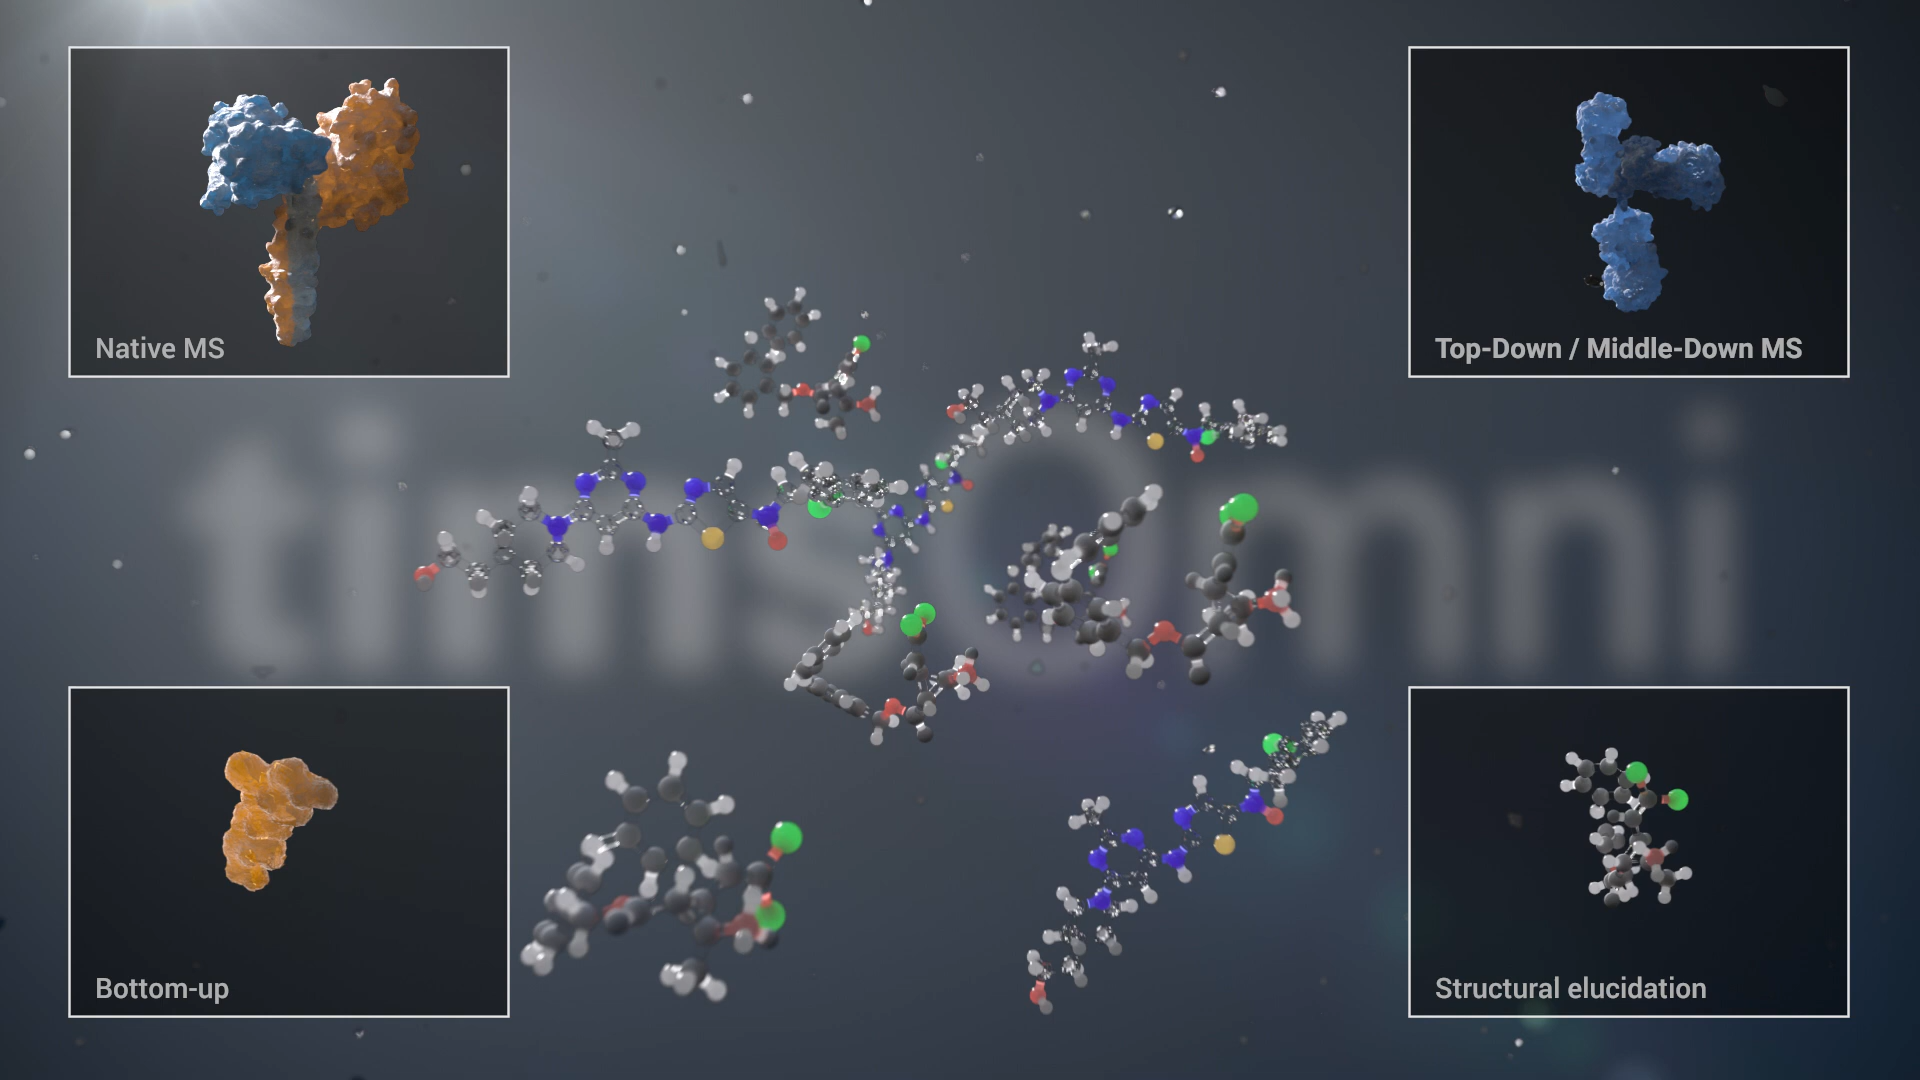 Native MS
Top-Down / Middle-Down MS
timsOmni
Bottom-up
Structural elucidation